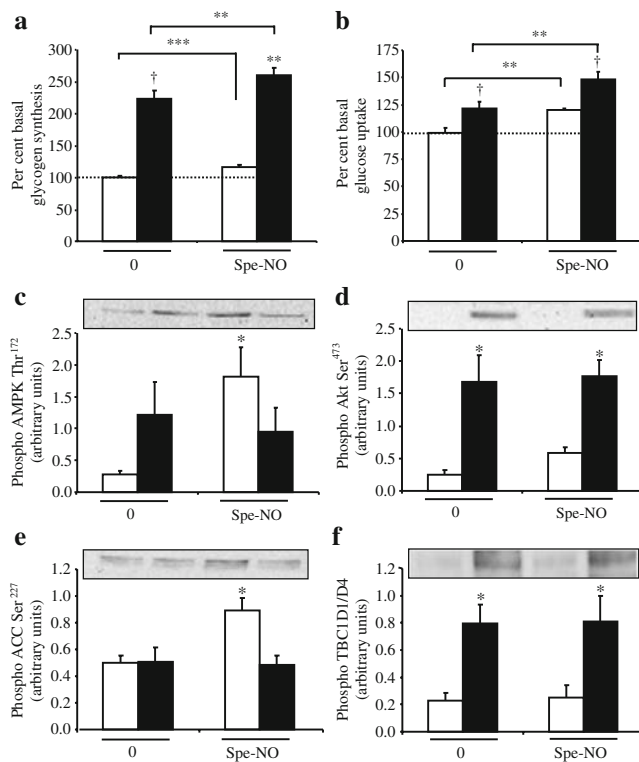 a
**
***
**
†
300
250
200
150
100
50
0
Per cent basal
glycogen synthesis
0
Spe-NO
b
**
**
†
†
200
175
150
125
100
75
50
25
0
Per cent basal
glucose uptake
0
Spe-NO
c
2.5
2.0
1.5
1.0
0.5
0.0
*
Phospho AMPK Thr172
(arbitrary units)
0
Spe-NO
d
2.5
2.0
1.5
1.0
0.5
0.0
*
*
Phospho Akt Ser473
(arbitrary units)
0
Spe-NO
e
1.2
1.0
0.8
0.6
0.4
0.2
0.0
*
Phospho ACC Ser227
(arbitrary units)
0
Spe-NO
f
1.2
1.0
0.8
0.6
0.4
0.2
0.0
*
*
Phospho TBC1D1/D4
(arbitrary units)
0
Spe-NO